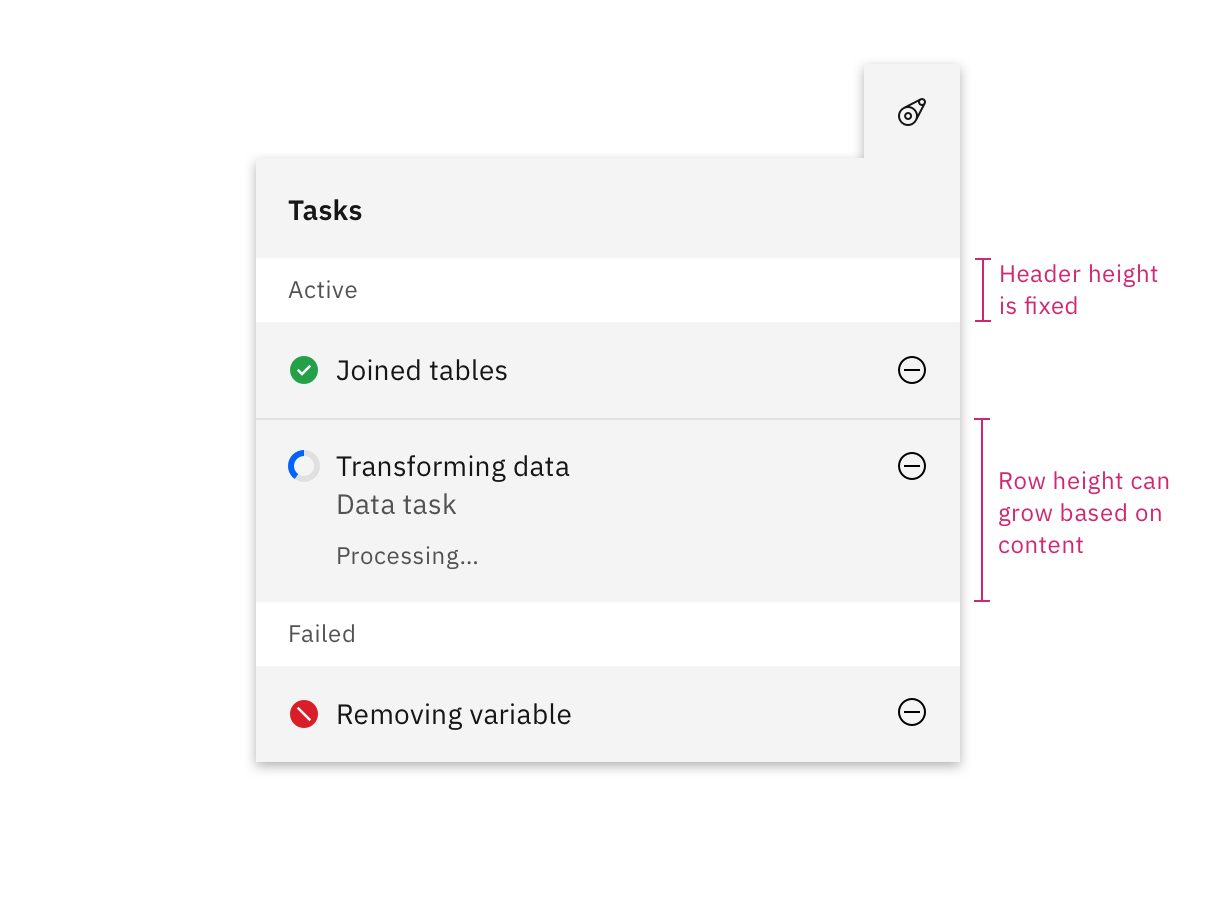 Tasks
Active
Header height
is fixed
Joined tables
Transforming data
Data task
Processing...
Row height can
grow based on
content
Failed
Removing variable